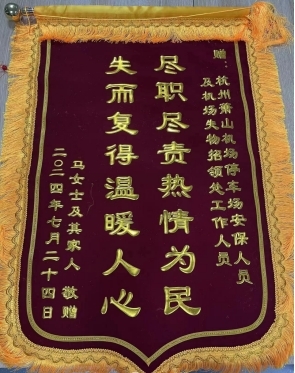 赠：杭州萧山机场停车场安保人员
及机场失物招领处工作人员
尽职尽责热情为民
失而复得温暖人心
马女士及其家人 敬赠
二〇二四年七月二十四日